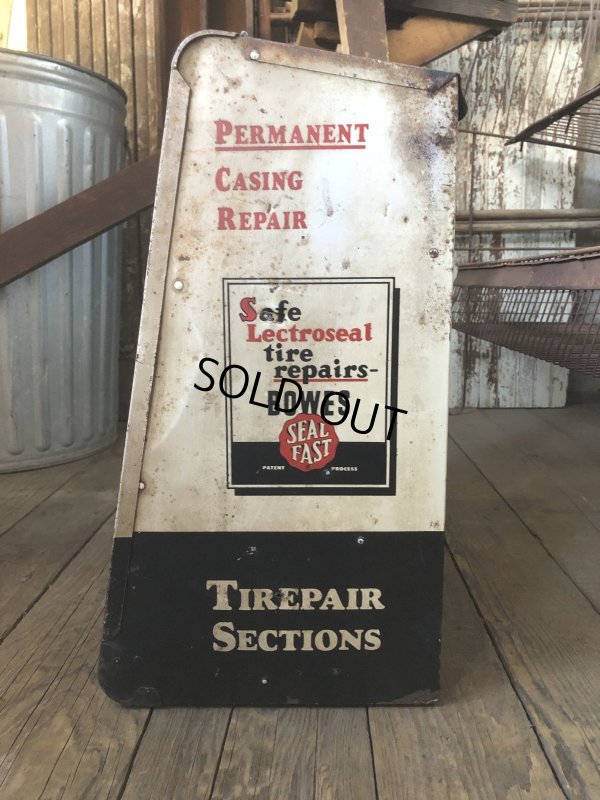 PERMANENT
CASING
REPAIR
Safe
Lectroseal
tire
repairs-
BOWES
SEAL
FAST
PATENT PROCESS
SOLD OUT
TIREPAIR
SECTIONS